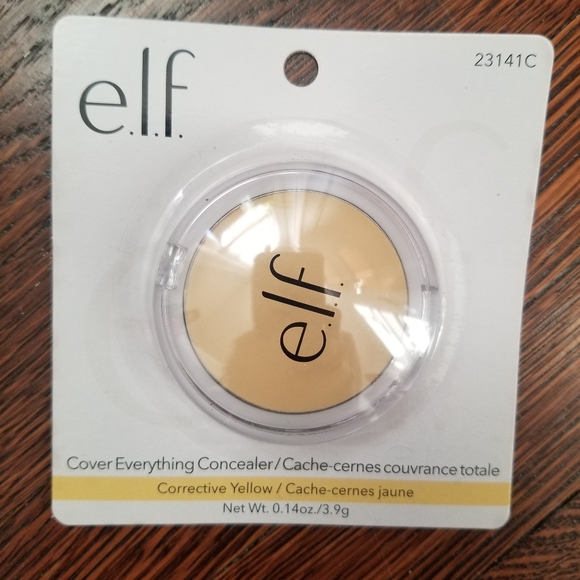 e.l.f.
23141C
e.l.f.
Cover Everything Concealer/Cache-cernes couvrance totale
Corrective Yellow / Cache-cernes jaune
Net Wt. 0.14oz./3.9g